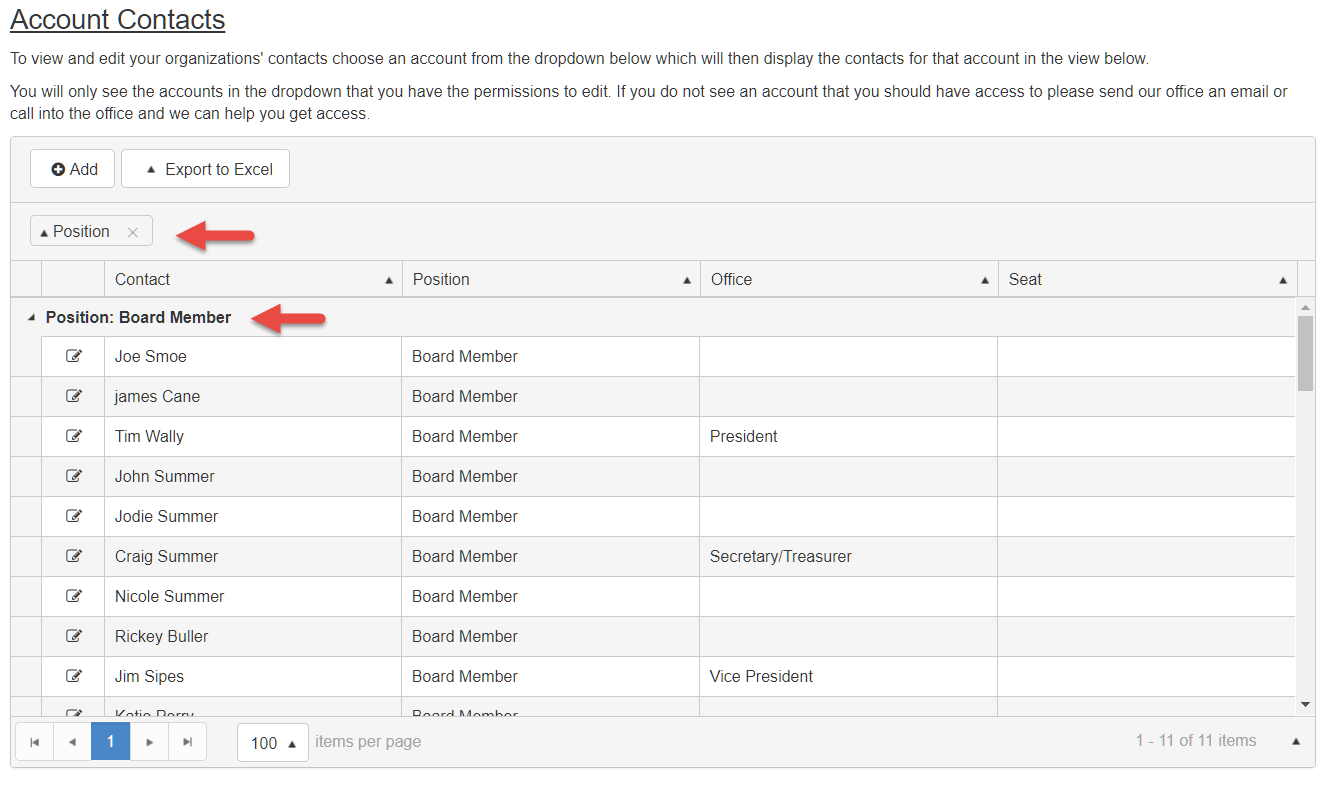 Account Contacts
To view and edit your organizations' contacts choose an account from the dropdown below which will then display the contacts for that account in the view below.
You will only see the accounts in the dropdown that you have the permissions to edit. If you do not see an account that you should have access to please send our office an email or
call into the office and we can help you get access.
Add Export to Excel
Position
Contact Position Office Seat
Position: Board Member
Joe Smoe Board Member
james Cane Board Member
Tim Wally Board Member President
John Summer Board Member
Jodie Summer Board Member
Craig Summer Board Member Secretary/Treasurer
Nicole Summer Board Member
Rickey Buller Board Member
Jim Sipes Board Member Vice President
Katie Perry Board Member
1 100 items per page 1 - 11 of 11 items